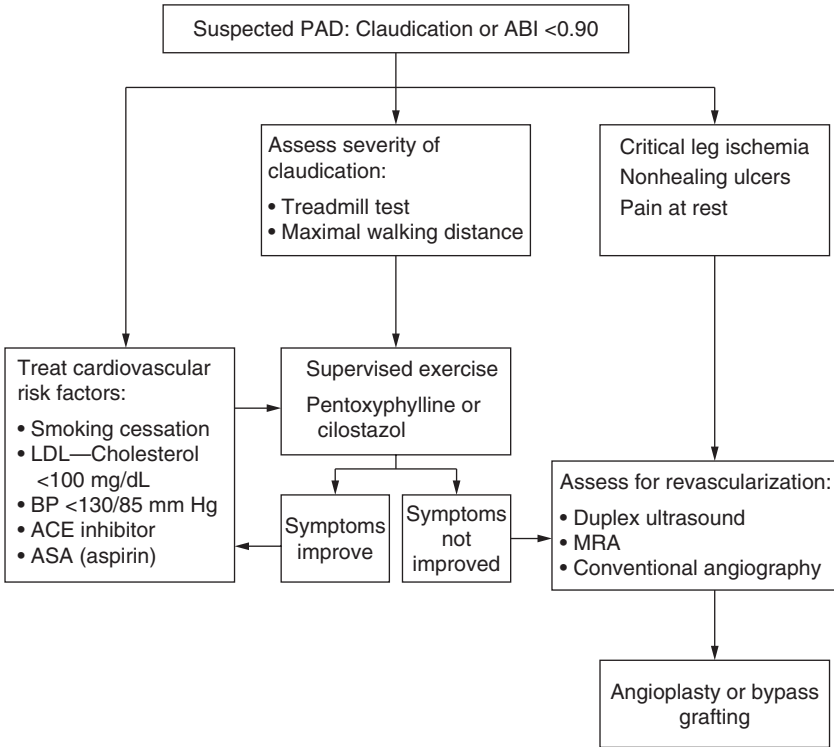 Suspected PAD: Claudication or ABI <0.90
Assess severity of
claudication:
• Treadmill test
• Maximal walking distance
Critical leg ischemia
Nonhealing ulcers
Pain at rest
Treat cardiovascular
risk factors:
• Smoking cessation
• LDL—Cholesterol
<100 mg/dL
• BP <130/85 mm Hg
• ACE inhibitor
• ASA (aspirin)
Supervised exercise
Pentoxyphylline or
cilostazol
Symptoms
improve
Symptoms
not
improved
Assess for revascularization:
• Duplex ultrasound
• MRA
• Conventional angiography
Angioplasty or bypass
grafting